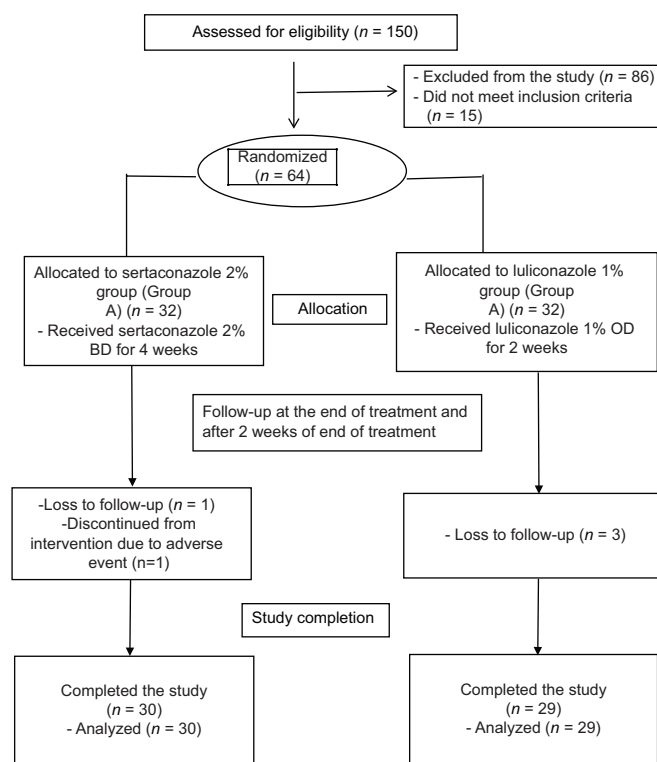 Assessed for eligibility (n = 150)
- Excluded from the study (n = 86)
- Did not meet inclusion criteria
(n = 15)
Randomized
(n = 64)
Allocated to sertaconazole 2%
group (Group
A) (n = 32)
- Received sertaconazole 2%
BD for 4 weeks
Allocation
Allocated to luliconazole 1%
group (Group
A) (n = 32)
- Received luliconazole 1% OD
for 2 weeks
Follow-up at the end of treatment and
after 2 weeks of end of treatment
-Loss to follow-up (n = 1)
-Discontinued from
intervention due to adverse
event (n=1)
- Loss to follow-up (n = 3)
Study completion
Completed the study
(n = 30)
- Analyzed (n = 30)
Completed the study
(n = 29)
- Analyzed (n = 29)